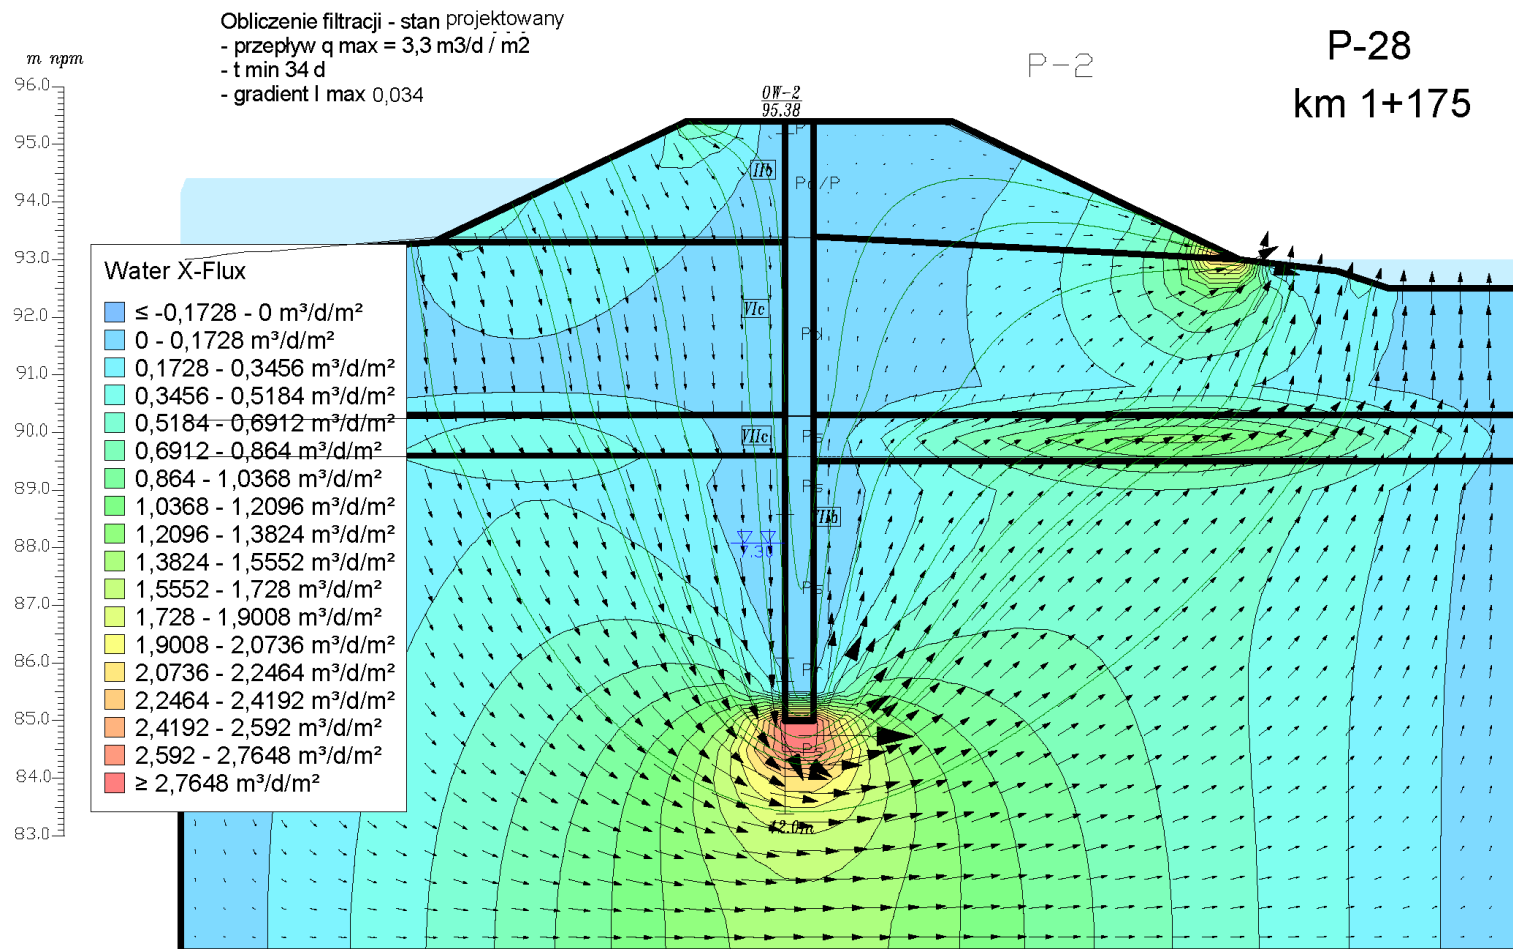 Obliczenie filtracji - stan projektowany
- przepływ q max = 3,3 m3/d / m2
- t min 34 d
- gradient I max 0,034
P-2
P-28
km 1+175
m npm
96.0
95.0
94.0
93.0
92.0
91.0
90.0
89.0
88.0
87.0
86.0
85.0
84.0
83.0
OW-2
95.38
IIb
Pd/P
VIc
Pd
VIIc
Ps
Ps
VIIb
7.30
Ps
Pr
Ps
12.0m
Water X-Flux
≤ -0,1728 - 0 m³/d/m²
0 - 0,1728 m³/d/m²
0,1728 - 0,3456 m³/d/m²
0,3456 - 0,5184 m³/d/m²
0,5184 - 0,6912 m³/d/m²
0,6912 - 0,864 m³/d/m²
0,864 - 1,0368 m³/d/m²
1,0368 - 1,2096 m³/d/m²
1,2096 - 1,3824 m³/d/m²
1,3824 - 1,5552 m³/d/m²
1,5552 - 1,728 m³/d/m²
1,728 - 1,9008 m³/d/m²
1,9008 - 2,0736 m³/d/m²
2,0736 - 2,2464 m³/d/m²
2,2464 - 2,4192 m³/d/m²
2,4192 - 2,592 m³/d/m²
2,592 - 2,7648 m³/d/m²
≥ 2,7648 m³/d/m²